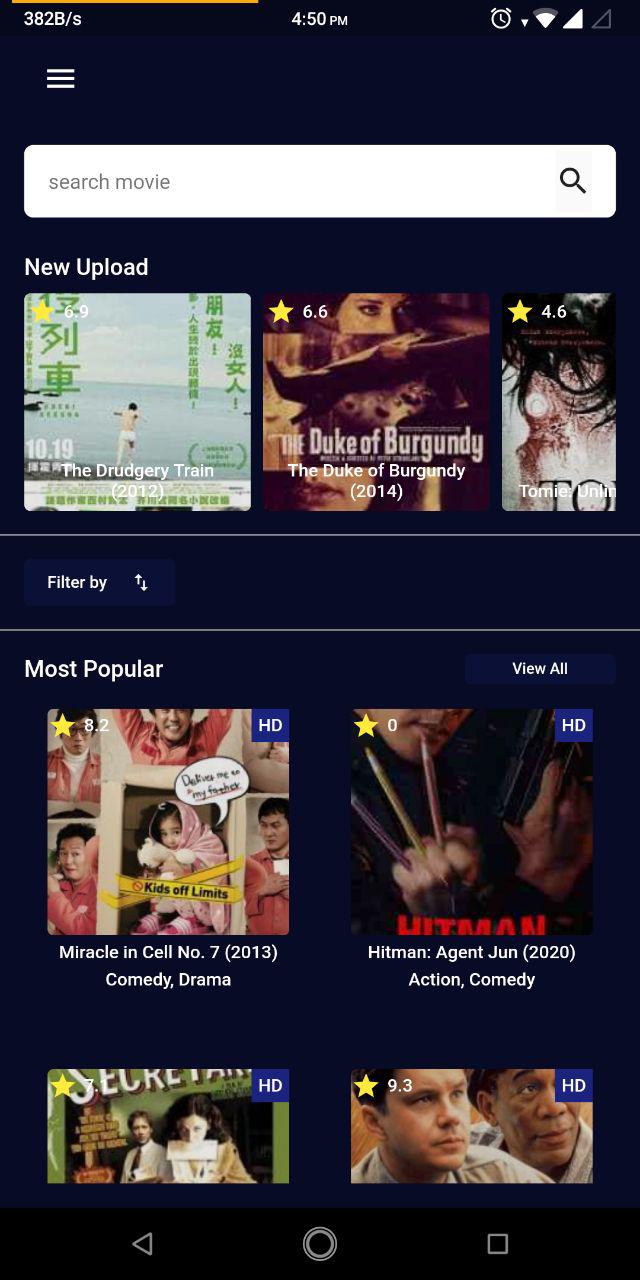 382B/s
4:50 PM
search movie
New Upload
6.9
列車
朋友！
沒女人！
10.19
The Drudgery Train
(2012)
6.6
THE Duke of Burgundy
The Duke of Burgundy
(2014)
4.6
Tomie: Unlin
Filter by
Most Popular
View All
8.2
HD
Deliver me to
my father
Kids off Limits
Miracle in Cell No. 7 (2013)
Comedy, Drama
0
HD
HITMAN
Hitman: Agent Jun (2020)
Action, Comedy
HD
SECRETAR
9.3
HD